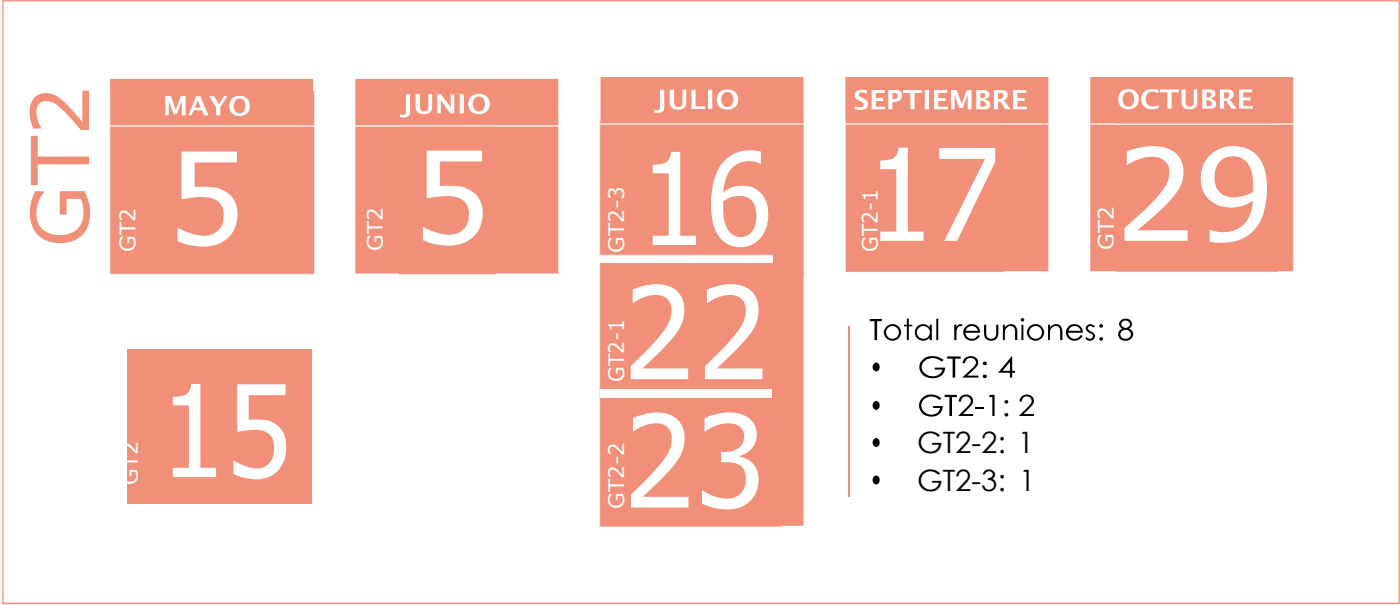 GT2
MAYO
GT2
5
GT2
15
JUNIO
GT2
5
JULIO
GT2-3
16
GT2-1
22
GT2-2
23
SEPTIEMBRE
GT2-1
17
OCTUBRE
GT2
29
Total reuniones: 8
• GT2: 4
• GT2-1: 2
• GT2-2: 1
• GT2-3: 1